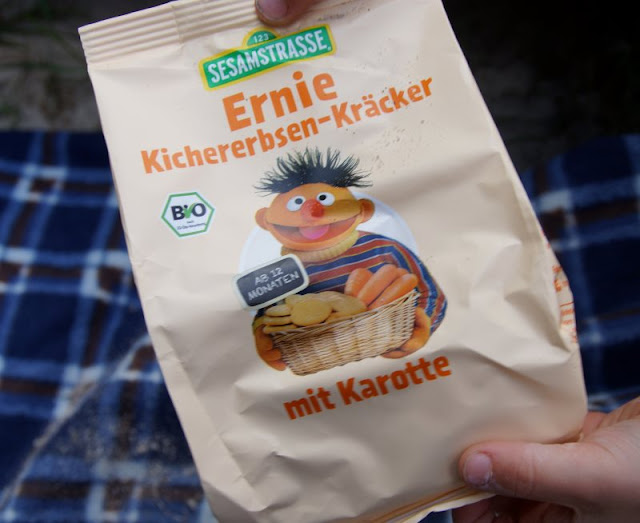 123
SESAMSTRASSE
Ernie
Kichererbsen-Kräcker
Bio
AB 12
MONATEN
mit Karotte